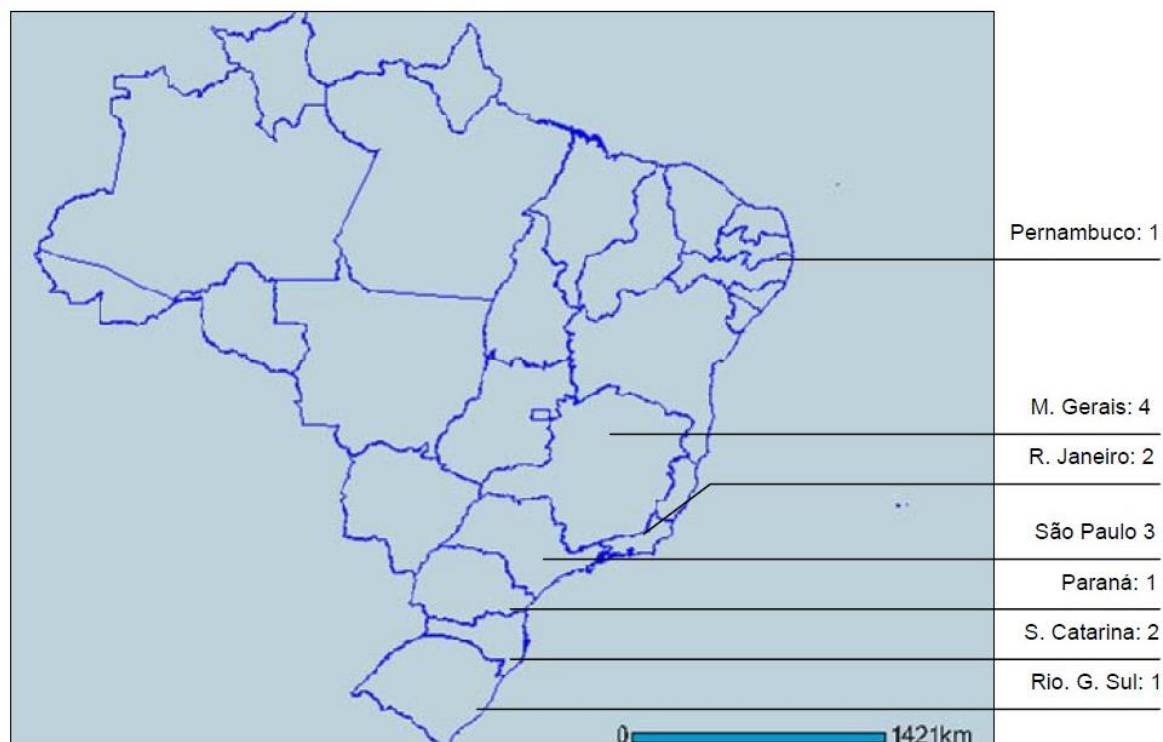 Pernambuco: 1
M. Gerais: 4
R. Janeiro: 2
São Paulo 3
Paraná: 1
S. Catarina: 2
Rio. G. Sul: 1
0 1421km